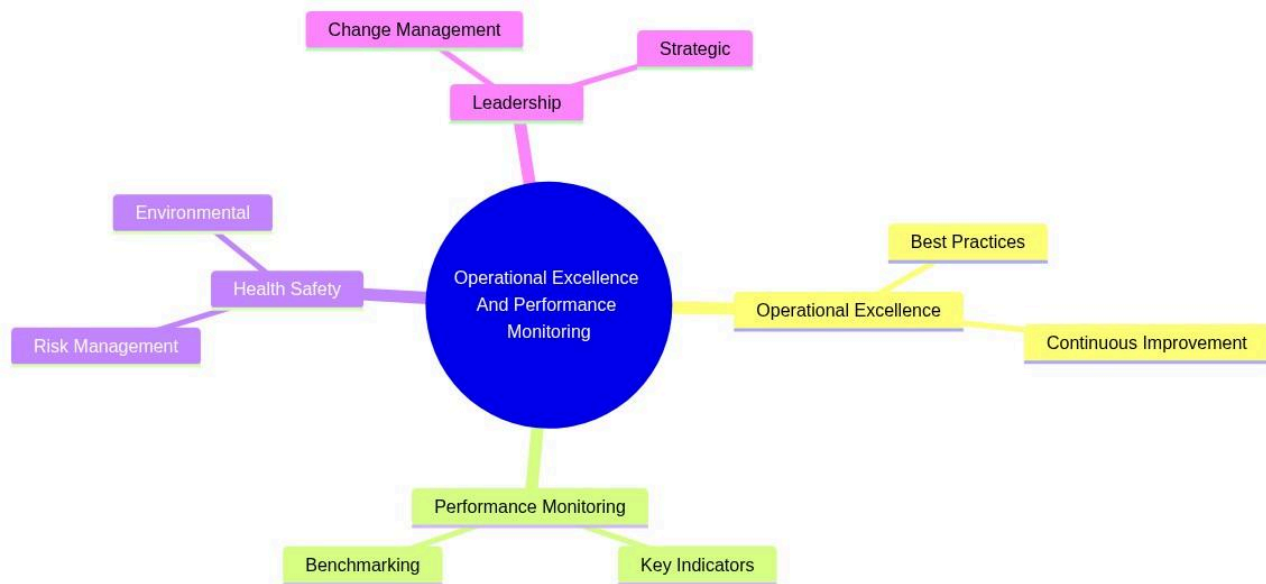 Change Management
Strategic
Leadership
Environmental
Health Safety
Risk Management
Operational Excellence
And Performance
Monitoring
Best Practices
Operational Excellence
Continuous Improvement
Performance Monitoring
Benchmarking
Key Indicators